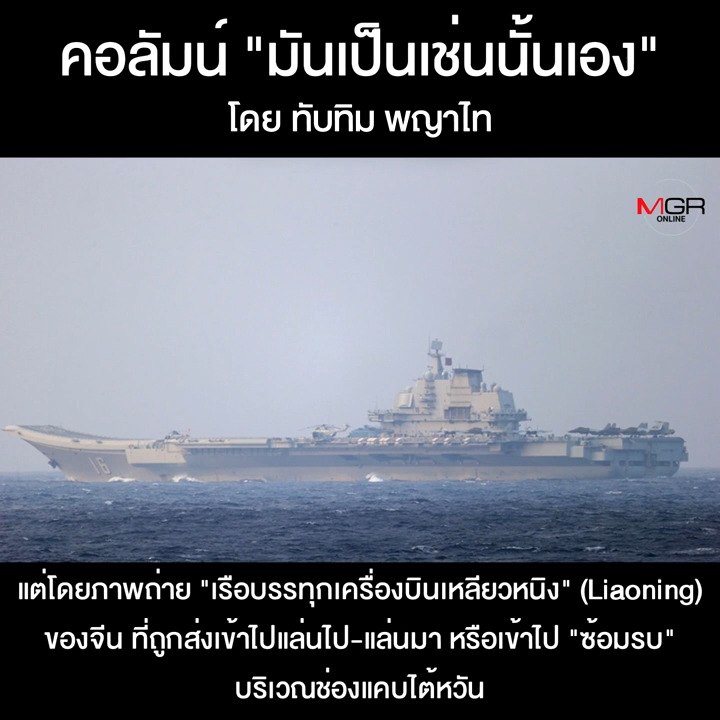 คอลัมน์ "มันเป็นเช่นนั้นเอง"
โดย ทับทิม พญาไท
MGR
ONLINE
16
แต่โดยภาพถ่าย "เรือบรรทุกเครื่องบินเหลียวหนิง" (Liaoning)
ของจีน ที่ถูกส่งเข้าไปแล่นไป-แล่นมา หรือเข้าไป "ซ้อมรบ"
บริเวณช่องแคบไต้หวัน